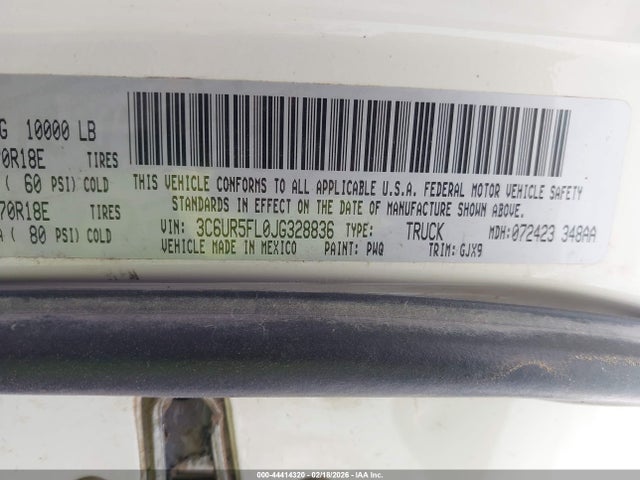 G 10000 LB
70R18E TIRES
( 60 PSI) COLD
70R18E TIRES
( 80 PSI) COLD
THIS VEHICLE CONFORMS TO ALL APPLICABLE U.S.A. FEDERAL MOTOR VEHICLE SAFETY
STANDARDS IN EFFECT ON THE DATE OF MANUFACTURE SHOWN ABOVE.
VIN: 3C6UR5FL0JG328836 TYPE: TRUCK MDH: 072423 348AA
VEHICLE MADE IN MEXICO PAINT: PWQ TRIM: GJX9
000-44414320 - 02/18/2026 - IAA Inc.